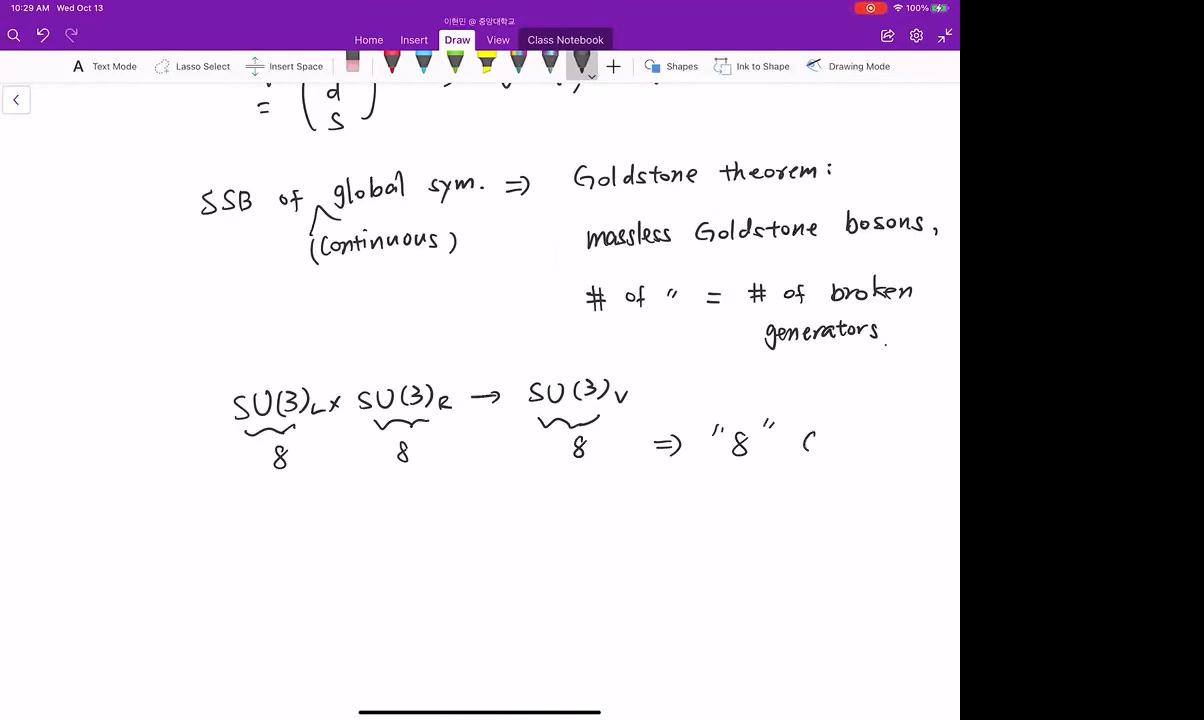 10:29 AM Wed Oct 13
100%
이현민 @ 중앙대학교
Home Insert Draw View Class Notebook
A Text Mode Lasso Select Insert Space Shapes Ink to Shape Drawing Mode
= ( d
s )
SSB of global sym. ⇒ Goldstone theorem:
(continuous)
massless Goldstone bosons,
# of 〃 = # of broken
generators.
SU(3)L × SU(3)R → SU(3)V
8 8 8 ⇒ "8" (